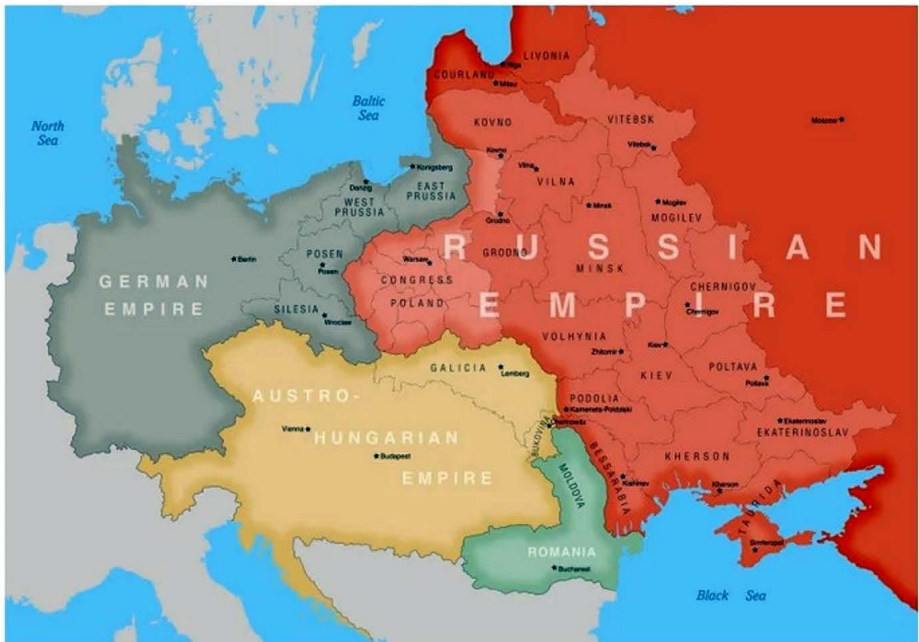 LIVONIA
Riga
COURLAND
Mitau
Baltic
Sea
North
Sea
KOVNO
VITEBSK
Moscow
Kovno
Vitebsk
Konigsberg
Vilna
VILNA
Danzig
EAST
PRUSSIA
WEST
PRUSSIA
Minsk
Mogilev
MOGILEV
Grodno
RUSSIAN
EMPIRE
GRODNO
Berlin
POSEN
Posen
Warsaw
MINSK
GERMAN
EMPIRE
CONGRESS
POLAND
CHERNIGOV
Chernigov
SILESIA
Wroclaw
VOLHYNIA
Zhitomir
Kiev
KIEV
POLTAVA
Poltava
GALICIA
Lemberg
AUSTRO-
HUNGARIAN
EMPIRE
PODOLIA
Kamenets-Podolski
Vienna
Chernowitz
BUKOVINA
Ekaterinoslav
EKATERINOSLAV
Budapest
MOLDOVA
BESSARABIA
KHERSON
Kishinev
Kherson
TAURIDA
Simferopol
ROMANIA
Bucharest
Black Sea